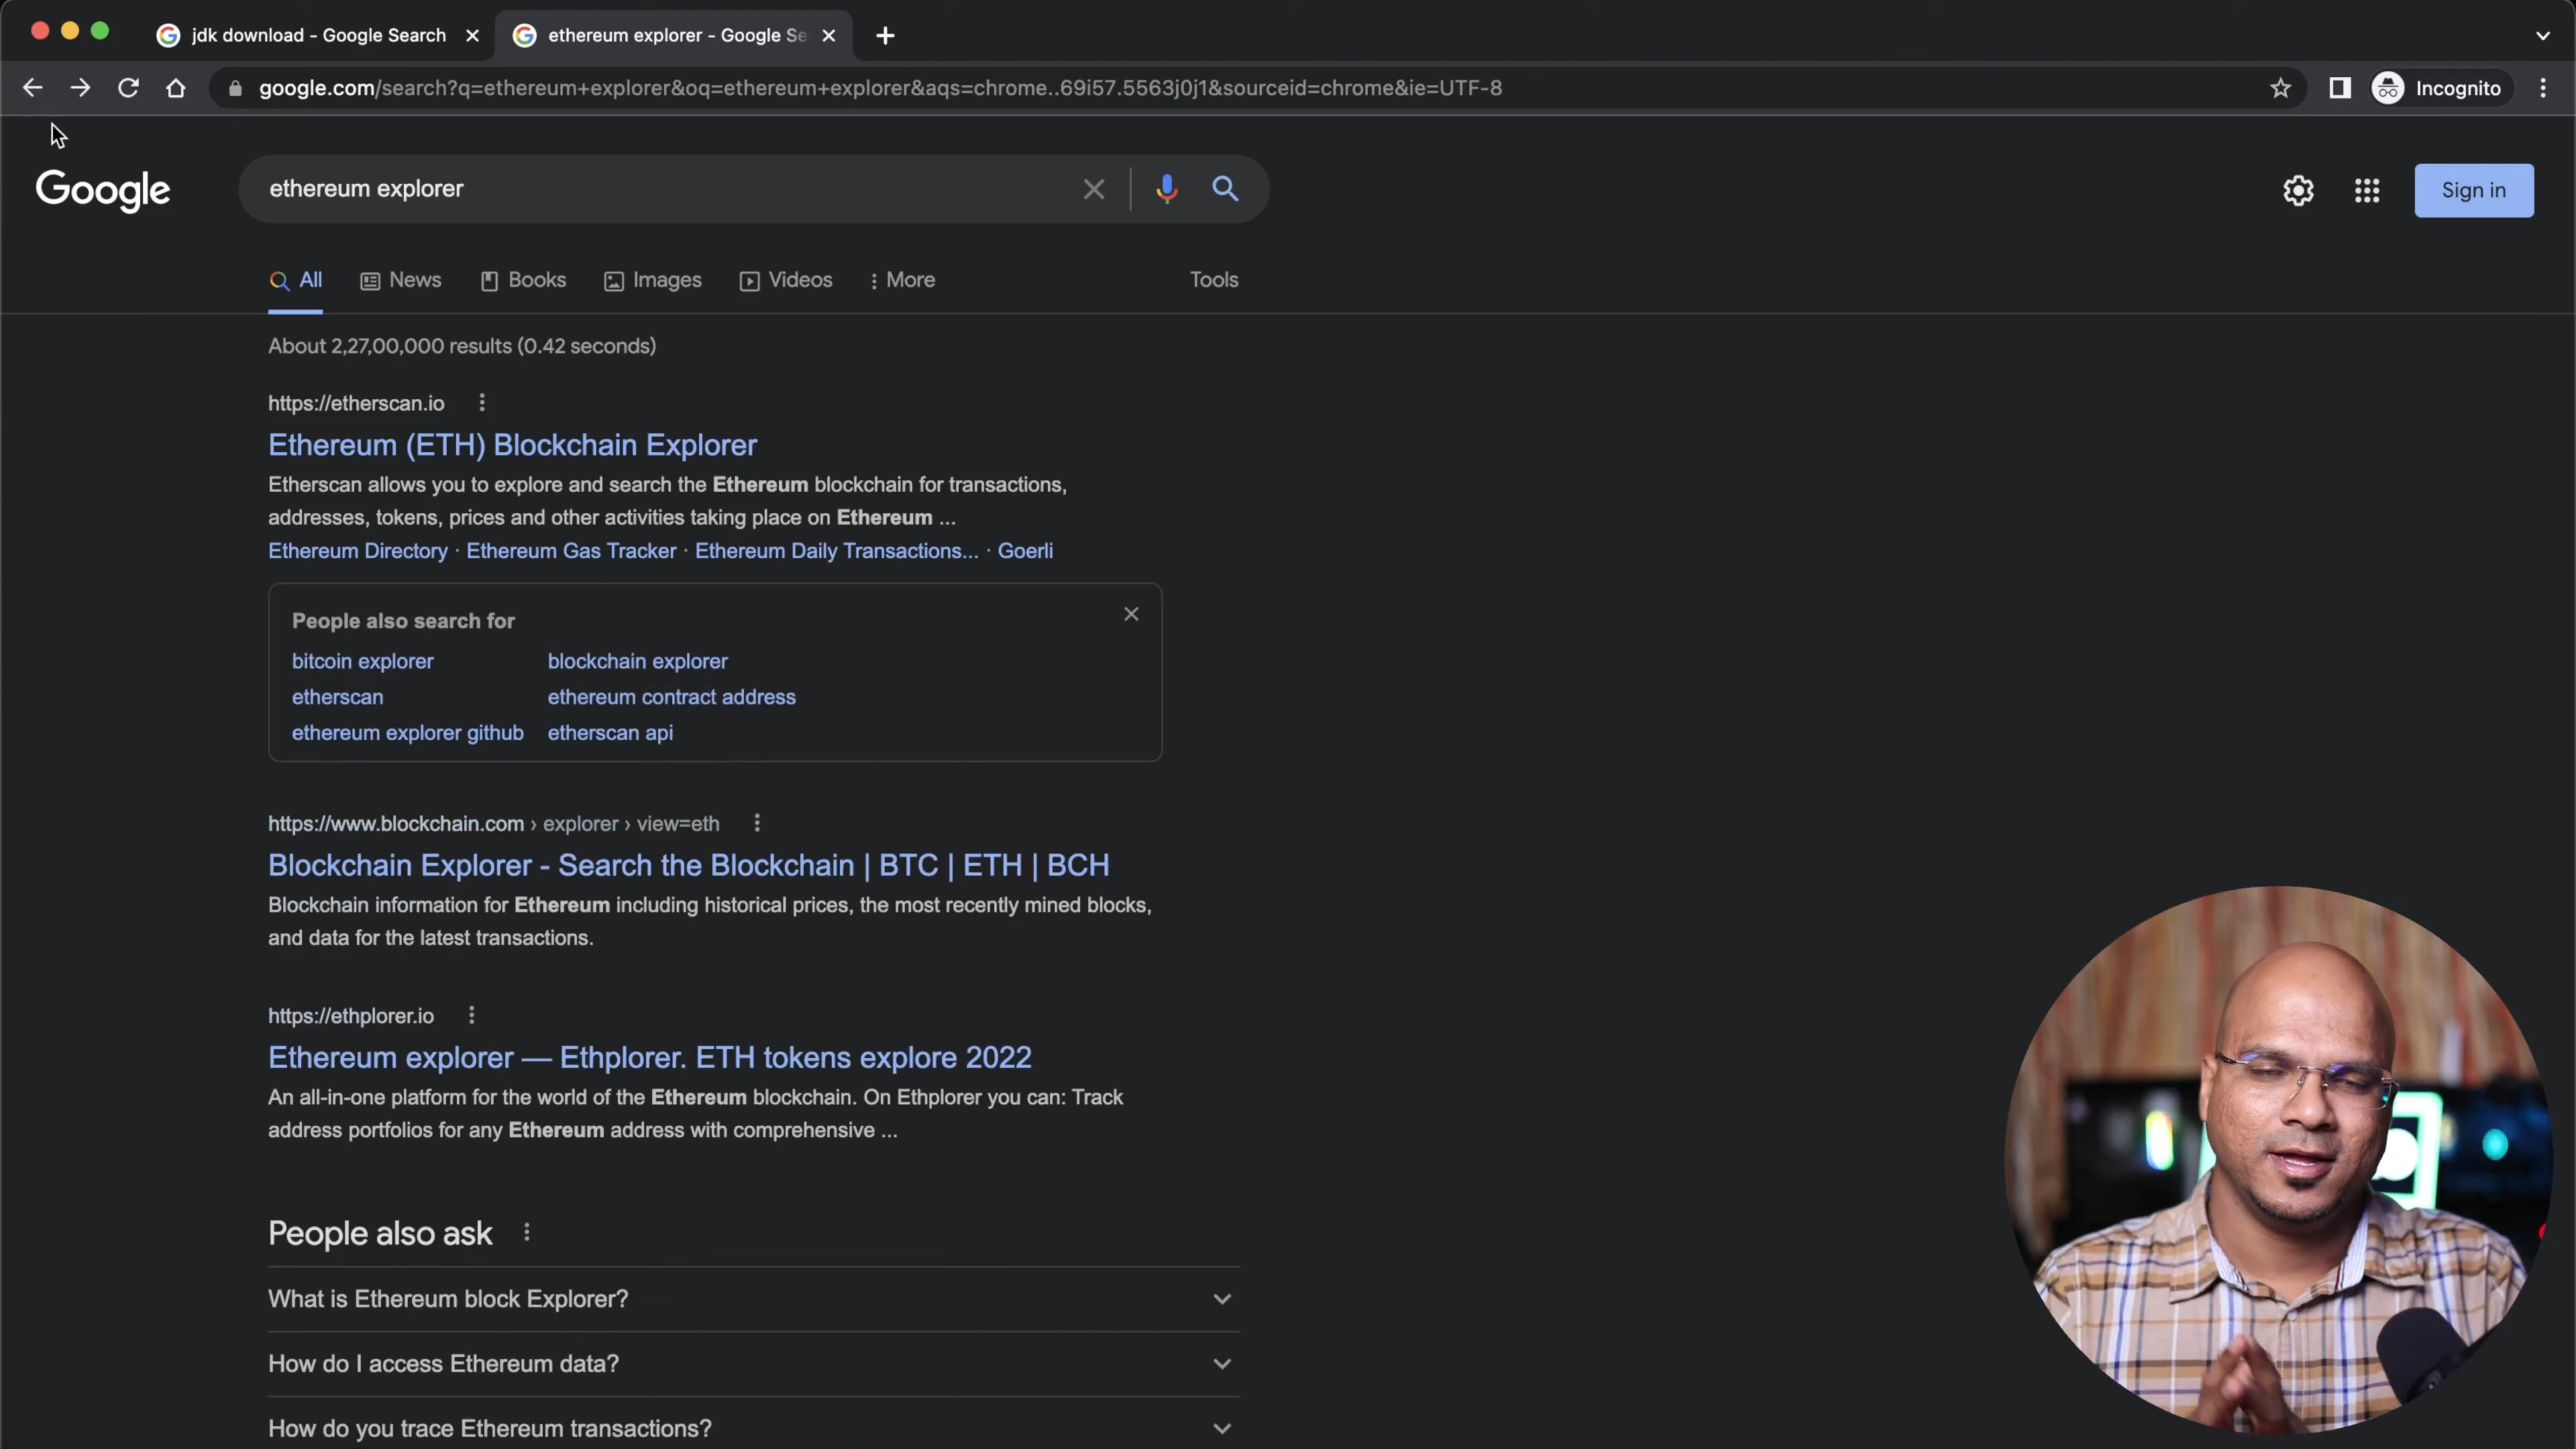 jdk download - Google Search
ethereum explorer - Google Se
google.com/search?q=ethereum+explorer&oq=ethereum+explorer&aqs=chrome..69i57.5563j0j1&sourceid=chrome&ie=UTF-8
Incognito
Google
ethereum explorer
Sign in
All News Books Images Videos More Tools
About 2,27,00,000 results (0.42 seconds)
https://etherscan.io
Ethereum (ETH) Blockchain Explorer
Etherscan allows you to explore and search the Ethereum blockchain for transactions,
addresses, tokens, prices and other activities taking place on Ethereum ...
Ethereum Directory · Ethereum Gas Tracker · Ethereum Daily Transactions... · Goerli
People also search for
bitcoin explorer blockchain explorer
etherscan ethereum contract address
ethereum explorer github etherscan api
https://www.blockchain.com › explorer › view=eth
Blockchain Explorer - Search the Blockchain | BTC | ETH | BCH
Blockchain information for Ethereum including historical prices, the most recently mined blocks,
and data for the latest transactions.
https://ethplorer.io
Ethereum explorer — Ethplorer. ETH tokens explore 2022
An all-in-one platform for the world of the Ethereum blockchain. On Ethplorer you can: Track
address portfolios for any Ethereum address with comprehensive ...
People also ask
What is Ethereum block Explorer?
How do I access Ethereum data?
How do you trace Ethereum transactions?